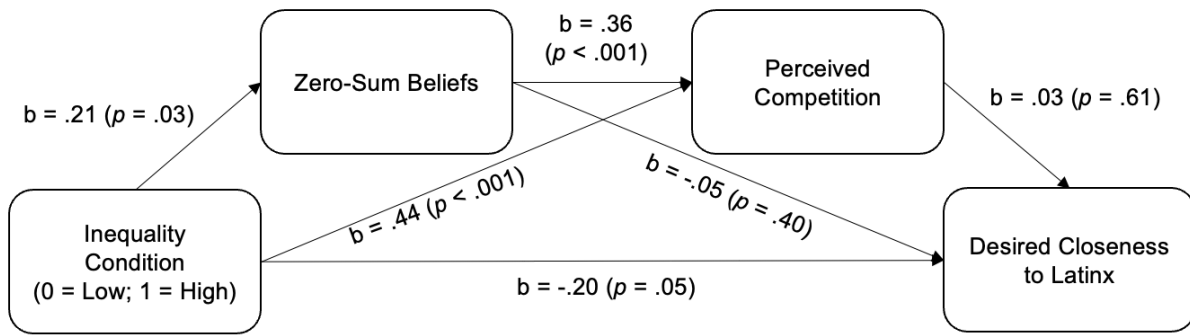 b = .36
(p < .001)
Zero-Sum Beliefs
Perceived
Competition
b = .21 (p = .03)
b = .03 (p = .61)
b = .44 (p < .001)
b = -.05 (p = .40)
Inequality
Condition
(0 = Low; 1 = High)
Desired Closeness
to Latinx
b = -.20 (p = .05)